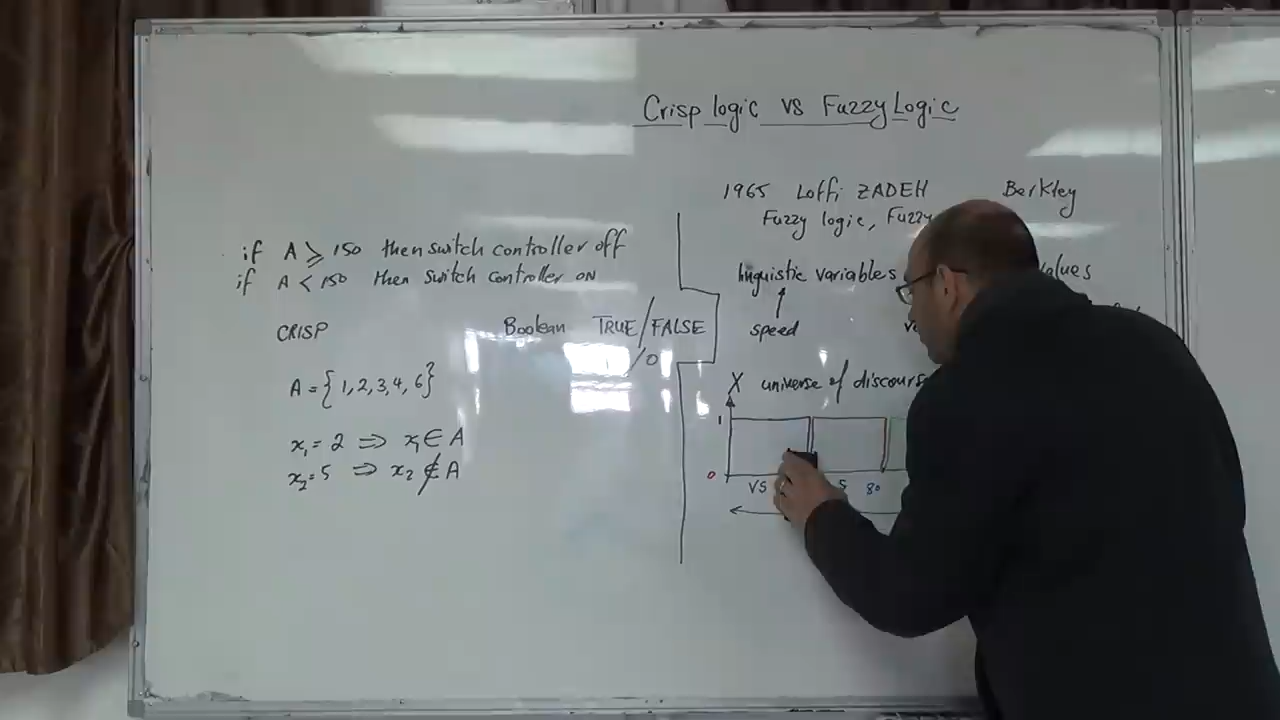 Crisp logic vs Fuzzy Logic
1965 Loffi ZADEH Berkley
Fuzzy logic, Fuzzy
if A ⩾ 150 then switch controller off
if A < 150 then switch controller on
linguistic variables values
speed
CRISP Boolean TRUE/FALSE
1/0
X universe of discourse
A = {1,2,3,4,6}
1
x₁ = 2 ⇒ x₁ ∈ A
x₂ = 5 ⇒ x₂ ∉ A
0
VS S 80